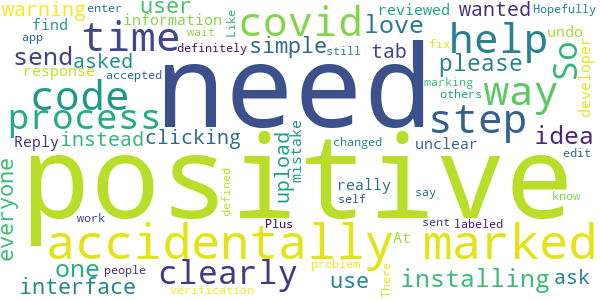 warning enter user reviewed wanted Hopefully
information Like covid love undo
find wait
app time simple tab help developer
send asked definitely still please So fix
response accepted need marking way
code others
process step idea
Reply instead clicking upload mistake changed unclear edit
everyone positive
defined really self say know
work Plus sent labeled
accidentally At marked
one people clearly problem use There installing ask
interface verification